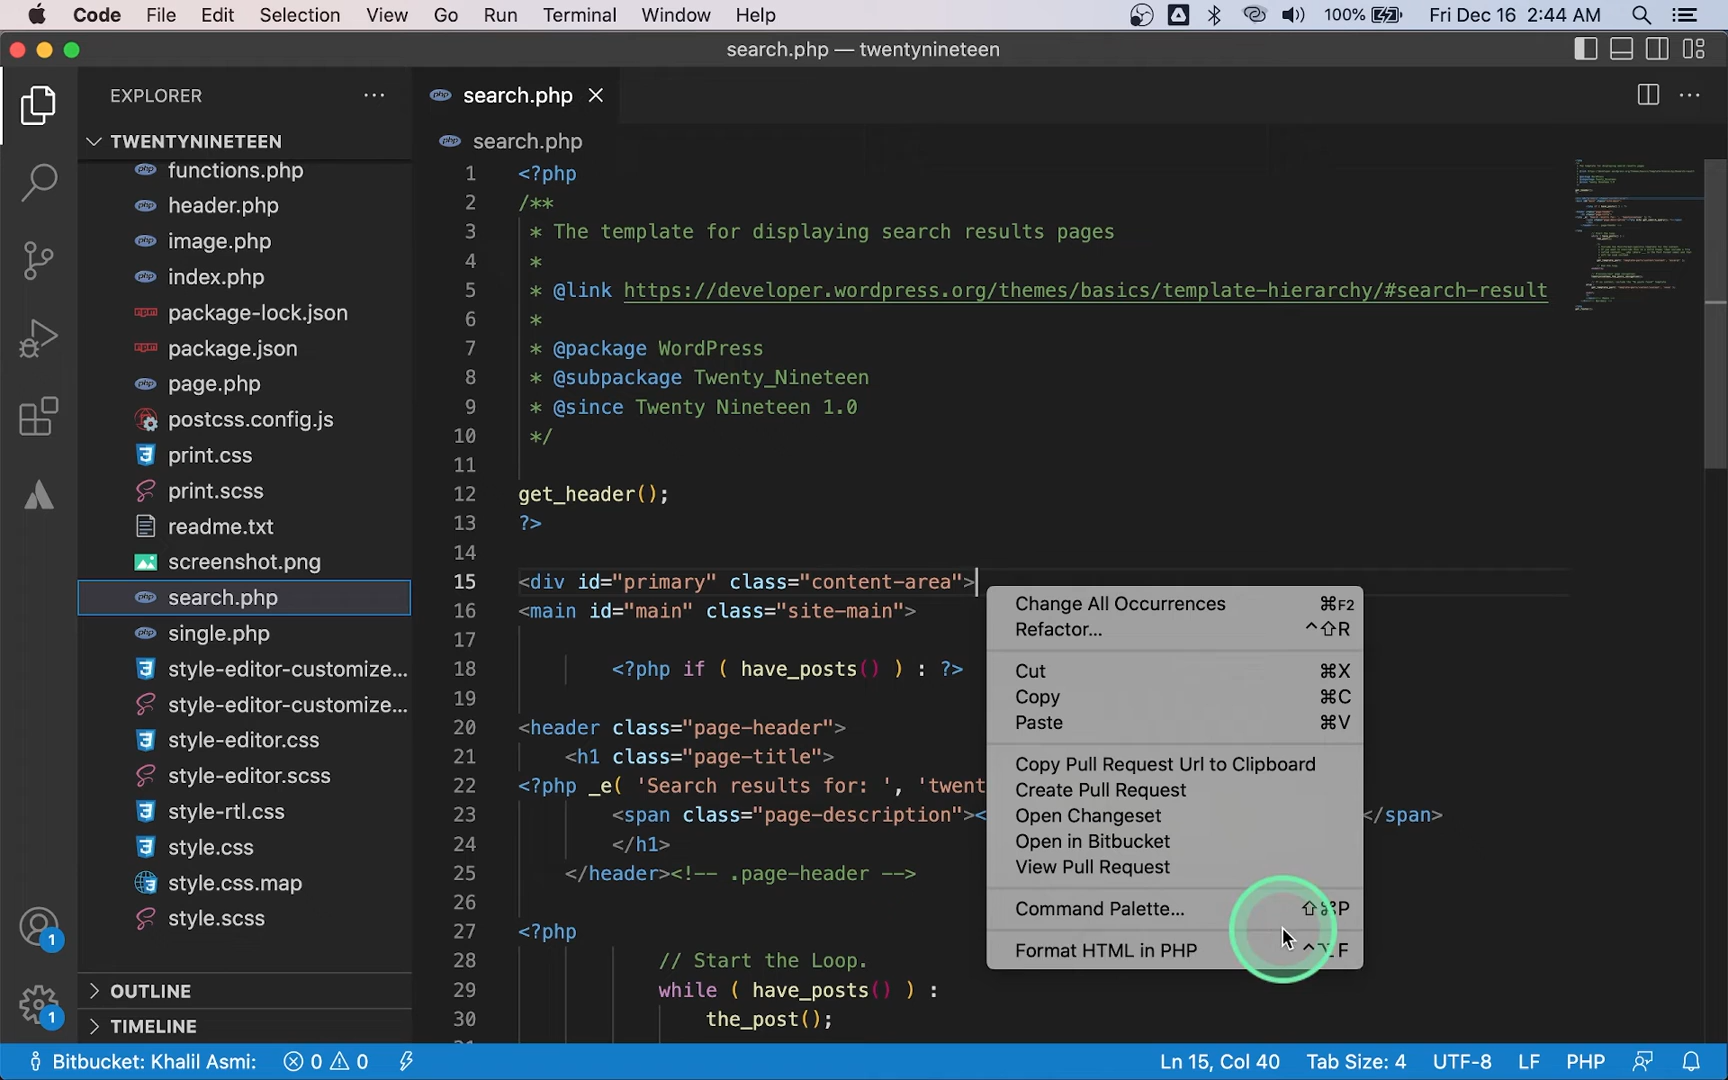 Code File Edit Selection View Go Run Terminal Window Help 100% Fri Dec 16 2:44 AM
search.php — twentynineteen
EXPLORER
TWENTYNINETEEN
functions.php
header.php
image.php
index.php
package-lock.json
package.json
page.php
postcss.config.js
print.css
print.scss
readme.txt
screenshot.png
search.php
single.php
style-editor-customize...
style-editor-customize...
style-editor.css
style-editor.scss
style-rtl.css
style.css
style.css.map
style.scss
OUTLINE
TIMELINE
1
1
search.php
search.php
1 <?php
2 /**
3 * The template for displaying search results pages
4 *
5 * @link https://developer.wordpress.org/themes/basics/template-hierarchy/#search-result
6 *
7 * @package WordPress
8 * @subpackage Twenty_Nineteen
9 * @since Twenty Nineteen 1.0
10 */
11
12 get_header();
13 ?>
14
15 <div id="primary" class="content-area">
16 <main id="main" class="site-main">
17
18 <?php if ( have_posts() ) : ?>
19
20 <header class="page-header">
21 <h1 class="page-title">
22 <?php _e( 'Search results for: ', 'twent
23 <span class="page-description">< </span>
24 </h1>
25 </header><!-- .page-header -->
26
27 <?php
28 // Start the Loop.
29 while ( have_posts() ) :
30 the_post();
Change All Occurrences ⌘F2
Refactor... ^⇧R
Cut ⌘X
Copy ⌘C
Paste ⌘V
Copy Pull Request Url to Clipboard
Create Pull Request
Open Changeset
Open in Bitbucket
View Pull Request
Command Palette... ⇧⌘P
Format HTML in PHP ^⌥F
Bitbucket: Khalil Asmi: 0 0 Ln 15, Col 40 Tab Size: 4 UTF-8 LF PHP